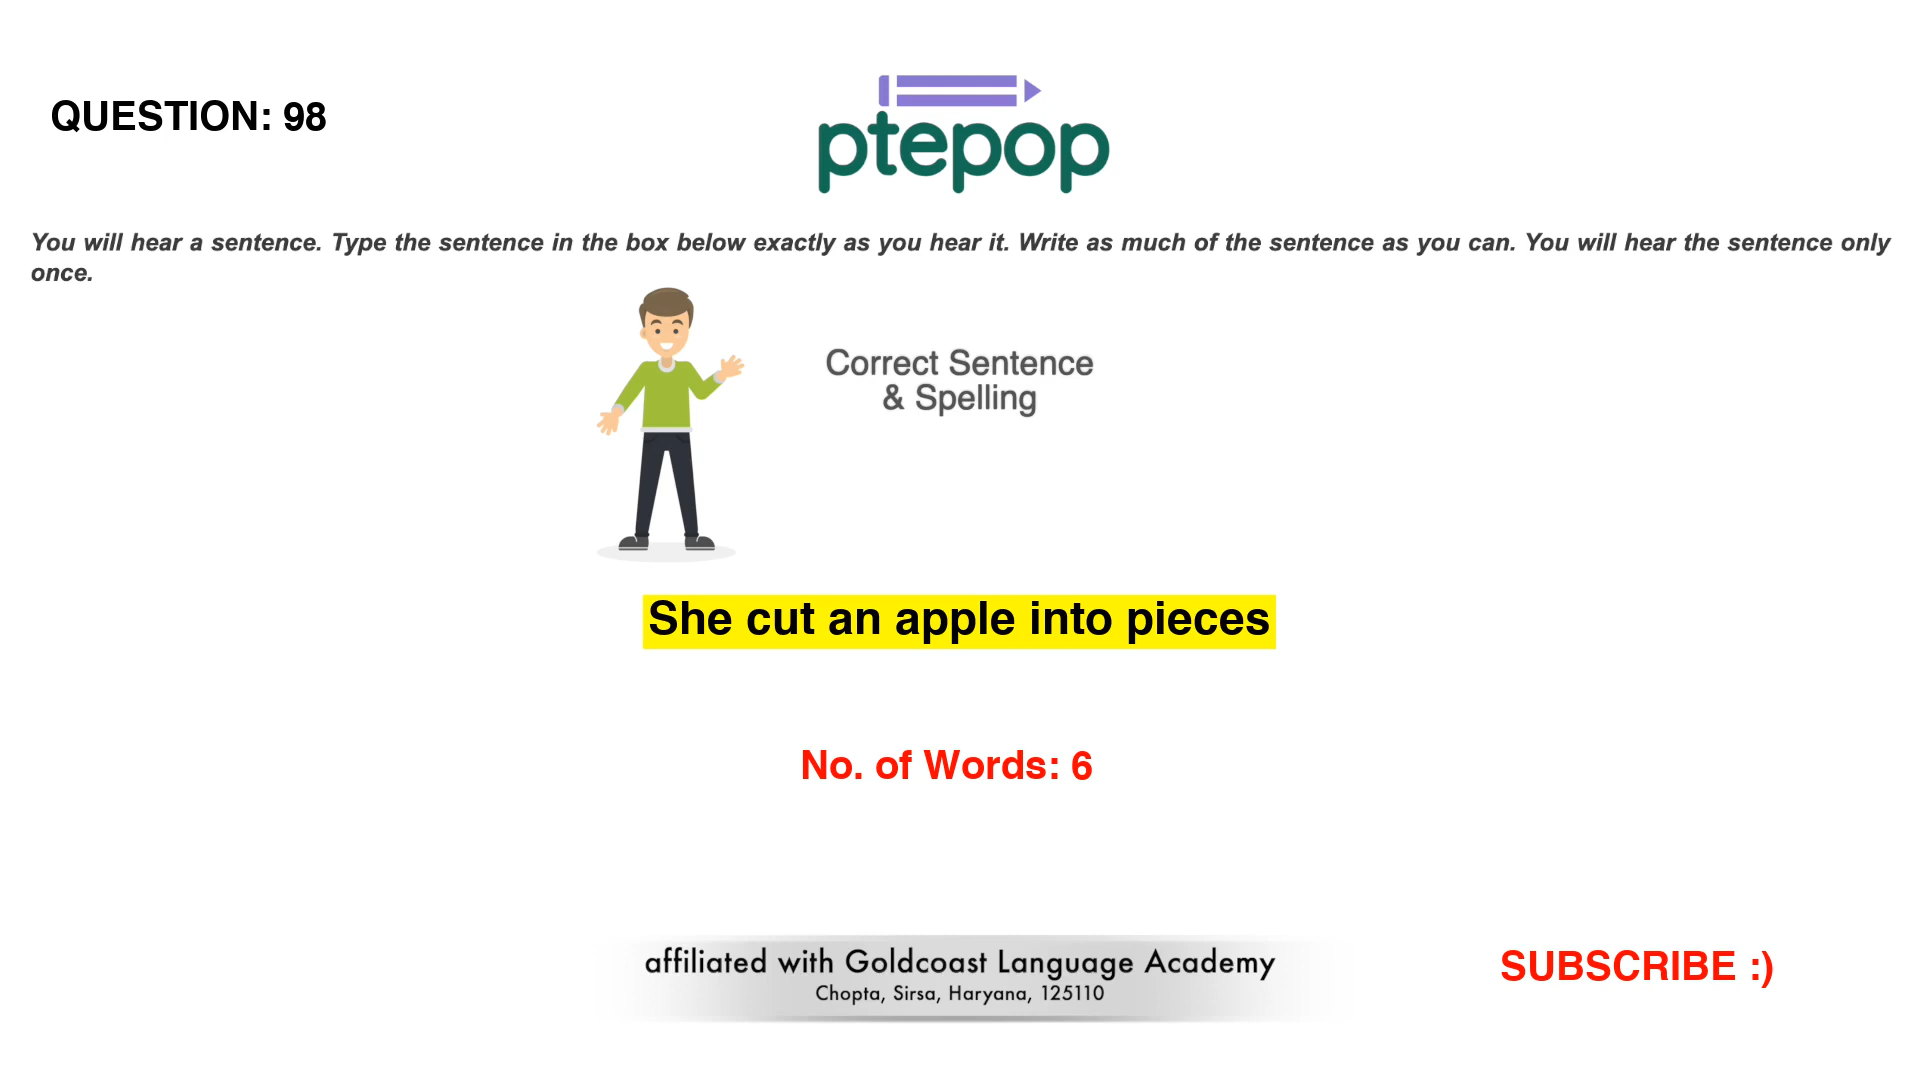 QUESTION: 98
ptepop
You will hear a sentence. Type the sentence in the box below exactly as you hear it. Write as much of the sentence as you can. You will hear the sentence only
once.
Correct Sentence
& Spelling
She cut an apple into pieces
No. of Words: 6
affiliated with Goldcoast Language Academy
Chopta, Sirsa, Haryana, 125110
SUBSCRIBE :)